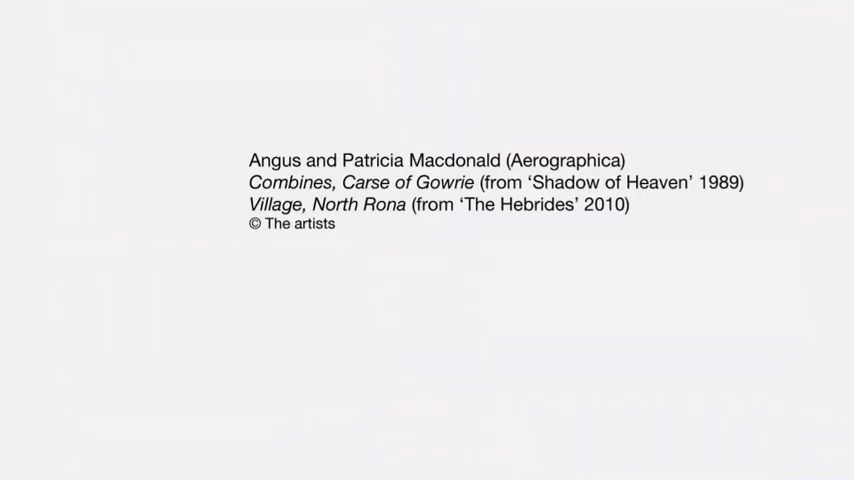 Angus and Patricia Macdonald (Aerographica)
Combines, Carse of Gowrie (from ‘Shadow of Heaven’ 1989)
Village, North Rona (from ‘The Hebrides’ 2010)
© The artists